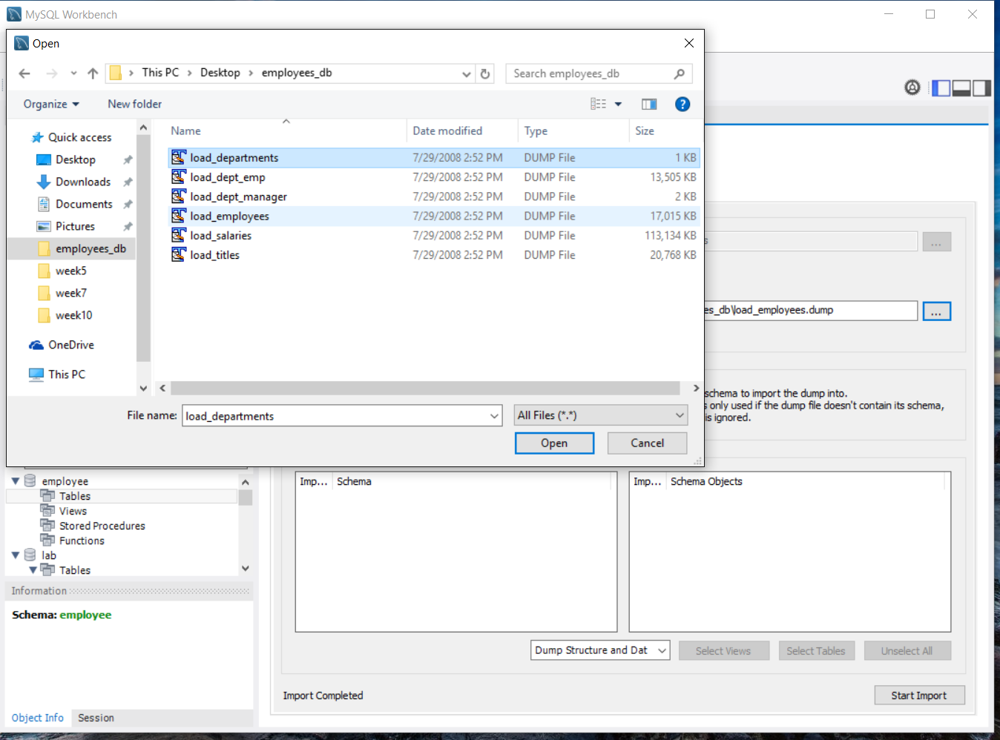 MySQL Workbench
Open
This PC > Desktop > employees_db
Search employees_db
Organize
New folder
Name
Date modified
Type
Size
Quick access
Desktop
Downloads
Documents
Pictures
employees_db
week5
week7
week10
OneDrive
This PC
load_departments 7/29/2008 2:52 PM DUMP File 1 KB
load_dept_emp 7/29/2008 2:52 PM DUMP File 13,505 KB
load_dept_manager 7/29/2008 2:52 PM DUMP File 2 KB
load_employees 7/29/2008 2:52 PM DUMP File 17,015 KB
load_salaries 7/29/2008 2:52 PM DUMP File 113,134 KB
load_titles 7/29/2008 2:52 PM DUMP File 20,768 KB
File name: load_departments
All Files (*.*)
Open
Cancel
s
...
es_db\load_employees.dump
...
schema to import the dump into.
s only used if the dump file doesn't contain its schema,
is ignored.
employee
Tables
Views
Stored Procedures
Functions
lab
Tables
Information
Schema: employee
Object Info
Session
Imp... Schema
Imp... Schema Objects
Dump Structure and Dat
Select Views
Select Tables
Unselect All
Import Completed
Start Import